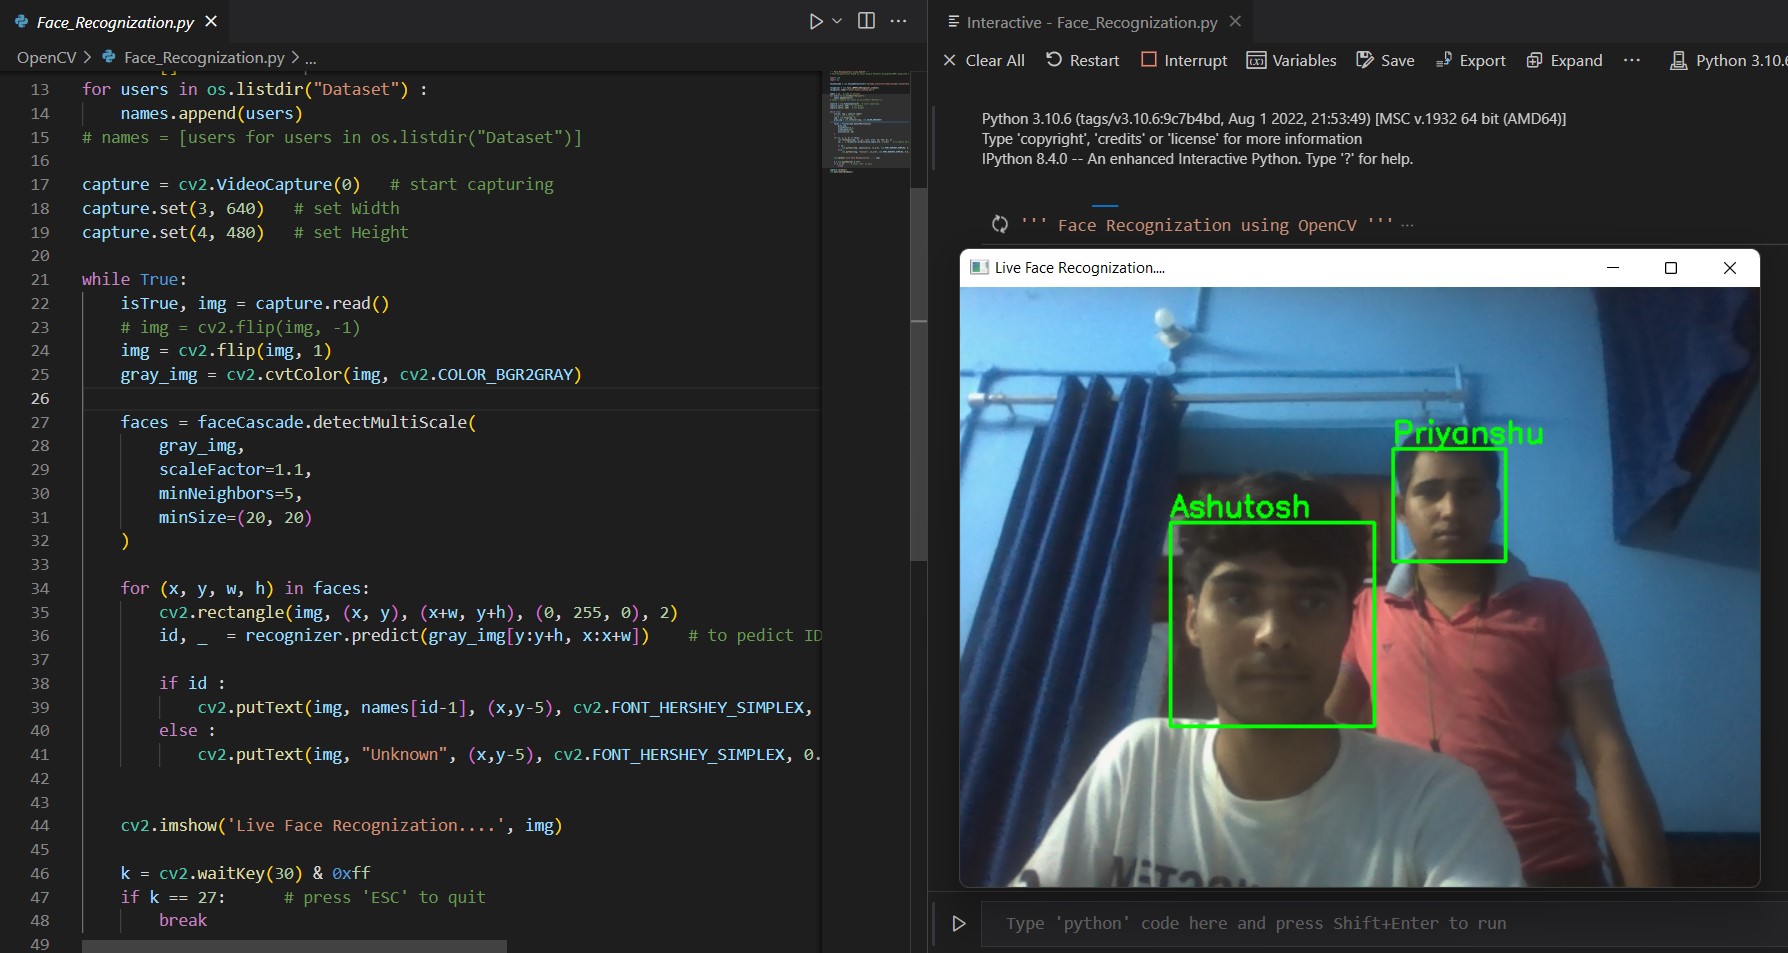 Face_Recognization.py
OpenCV > Face_Recognization.py > ...
13 for users in os.listdir("Dataset") :
14 names.append(users)
15 # names = [users for users in os.listdir("Dataset")]
16
17 capture = cv2.VideoCapture(0) # start capturing
18 capture.set(3, 640) # set Width
19 capture.set(4, 480) # set Height
20
21 while True:
22 isTrue, img = capture.read()
23 # img = cv2.flip(img, -1)
24 img = cv2.flip(img, 1)
25 gray_img = cv2.cvtColor(img, cv2.COLOR_BGR2GRAY)
26
27 faces = faceCascade.detectMultiScale(
28 gray_img,
29 scaleFactor=1.1,
30 minNeighbors=5,
31 minSize=(20, 20)
32 )
33
34 for (x, y, w, h) in faces:
35 cv2.rectangle(img, (x, y), (x+w, y+h), (0, 255, 0), 2)
36 id, _ = recognizer.predict(gray_img[y:y+h, x:x+w]) # to pedict ID
37
38 if id :
39 cv2.putText(img, names[id-1], (x,y-5), cv2.FONT_HERSHEY_SIMPLEX,
40 else :
41 cv2.putText(img, "Unknown", (x,y-5), cv2.FONT_HERSHEY_SIMPLEX, 0.
42
43
44 cv2.imshow('Live Face Recognization....', img)
45
46 k = cv2.waitKey(30) & 0xff
47 if k == 27: # press 'ESC' to quit
48 break
49
Interactive - Face_Recognization.py
Clear All Restart Interrupt Variables Save Export Expand ... Python 3.10.6
Python 3.10.6 (tags/v3.10.6:9c7b4bd, Aug 1 2022, 21:53:49) [MSC v.1932 64 bit (AMD64)]
Type 'copyright', 'credits' or 'license' for more information
IPython 8.4.0 -- An enhanced Interactive Python. Type '?' for help.
''' Face Recognization using OpenCV ''' ...
Live Face Recognization....
Priyanshu
Ashutosh
Type 'python' code here and press Shift+Enter to run